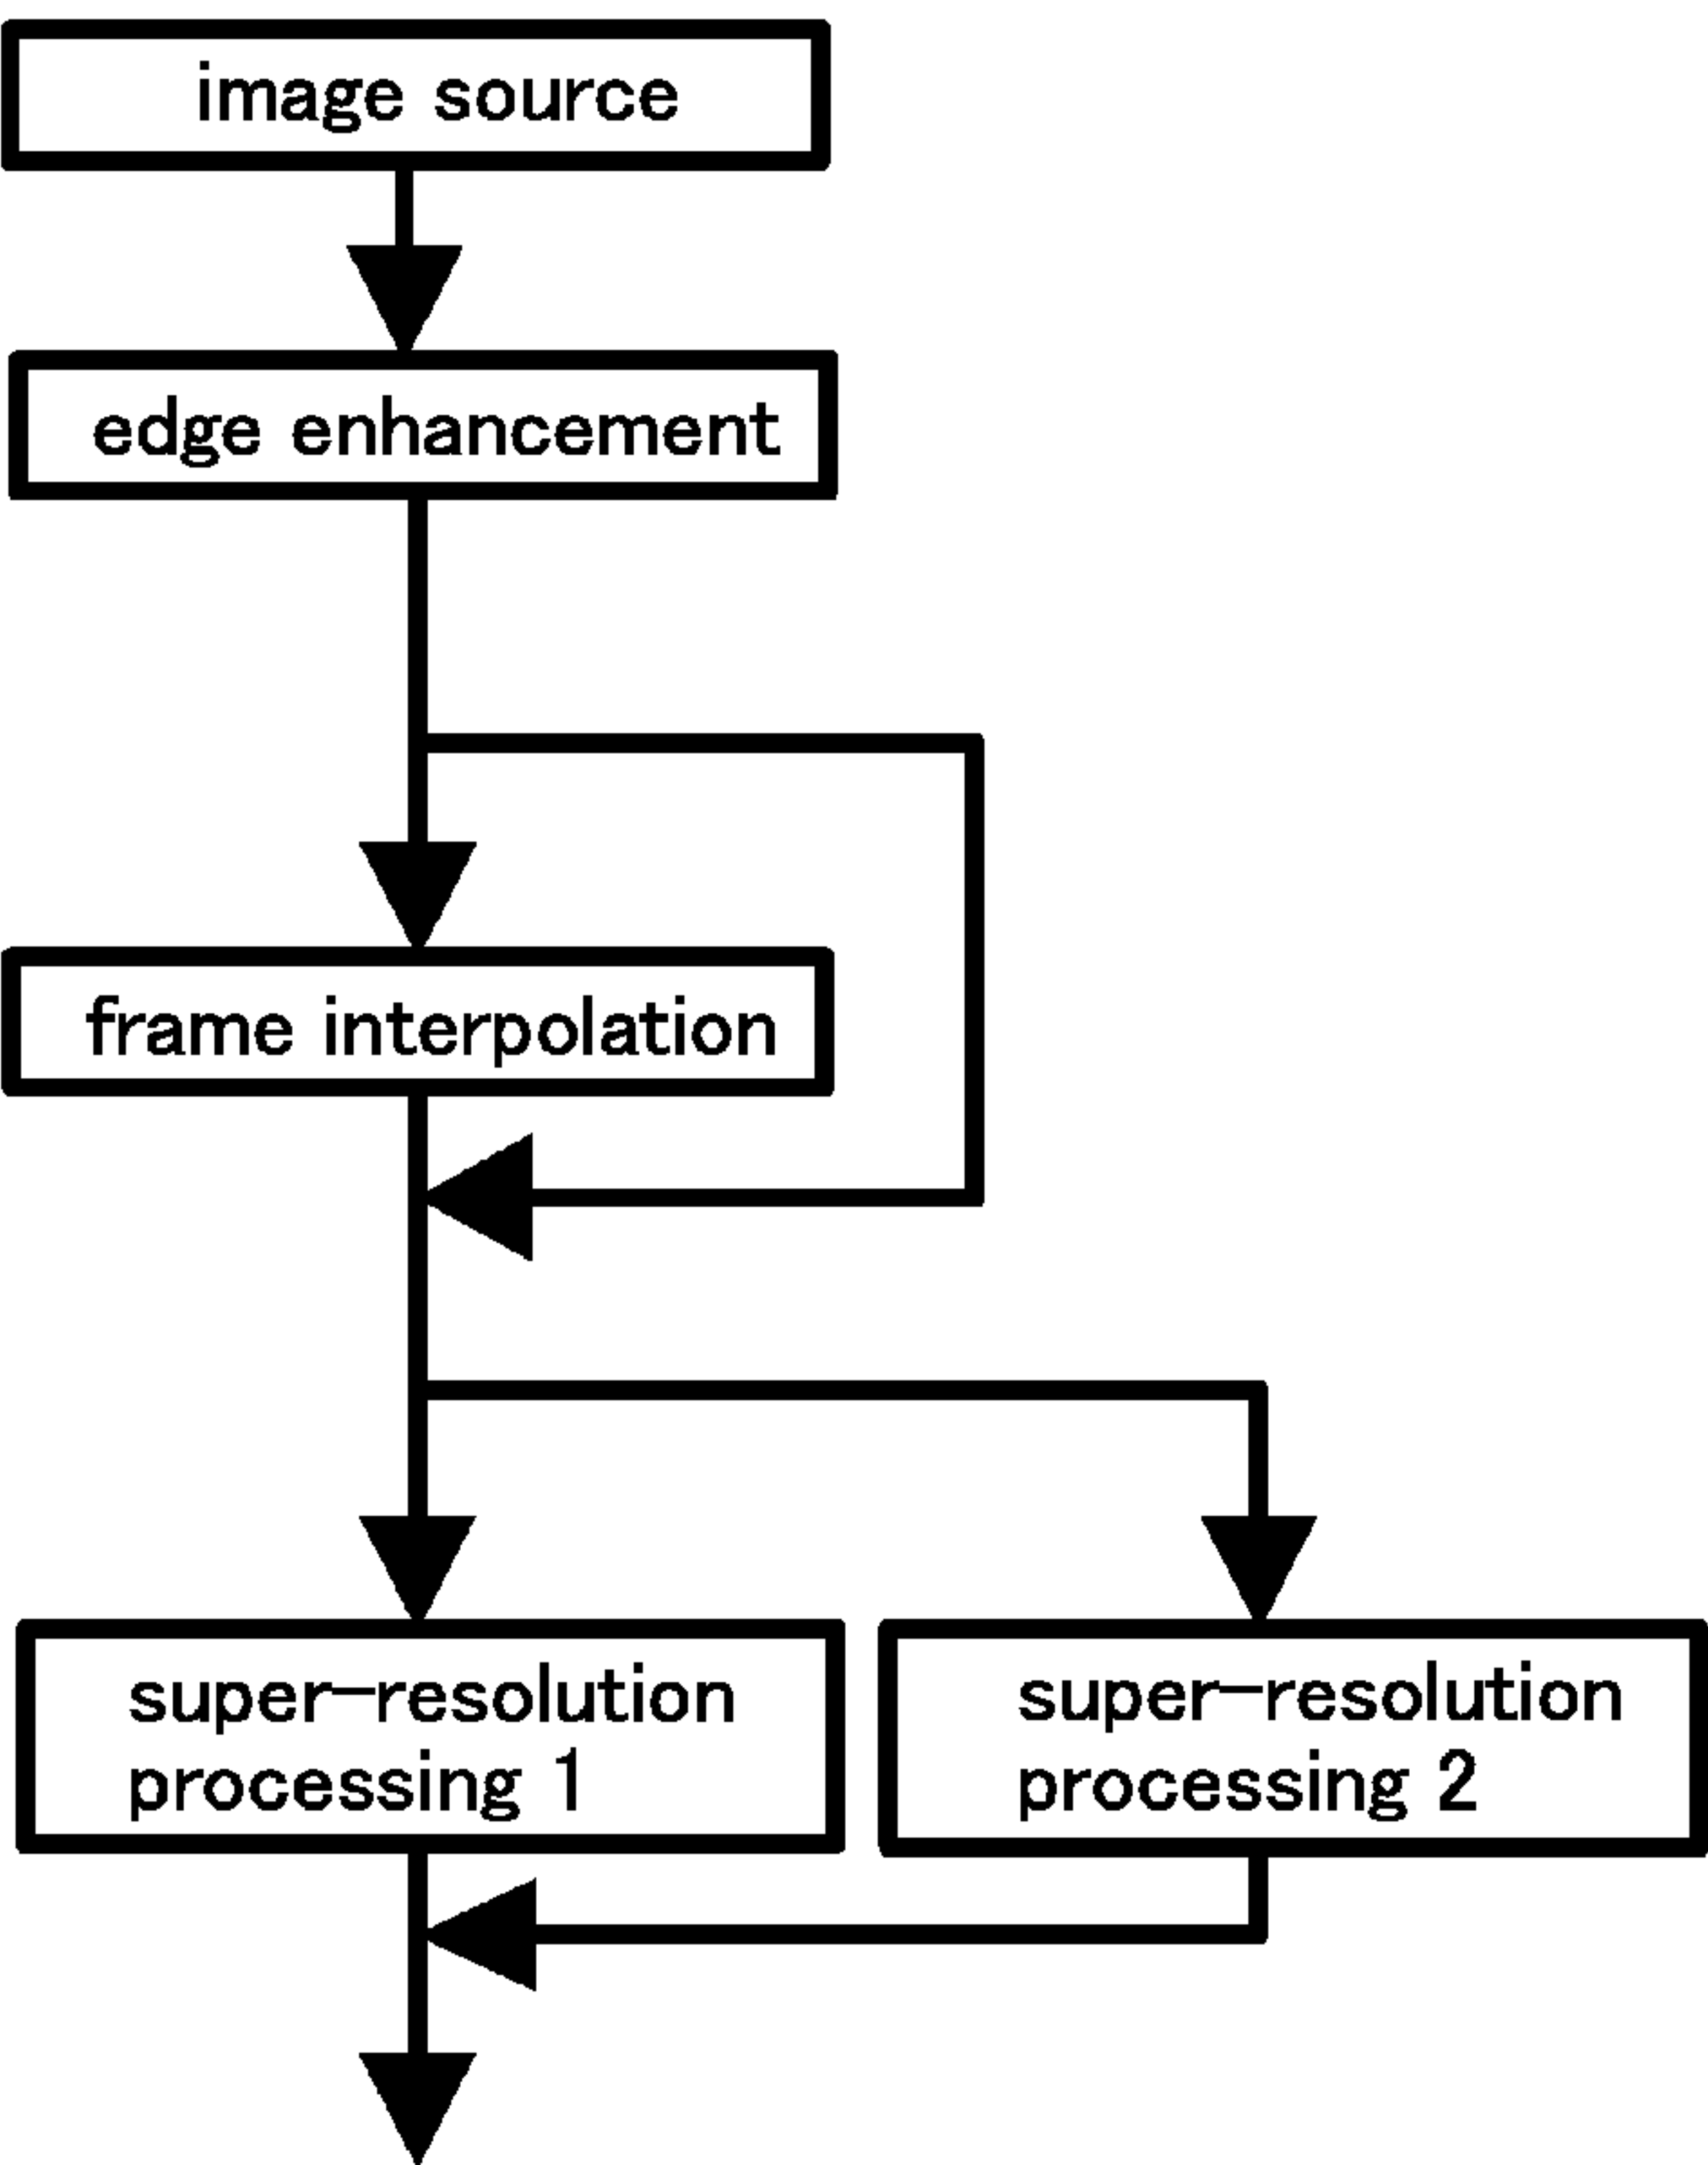 image source
edge enhancement
frame interpolation
super-resolution
processing 1
super-resolution
processing 2